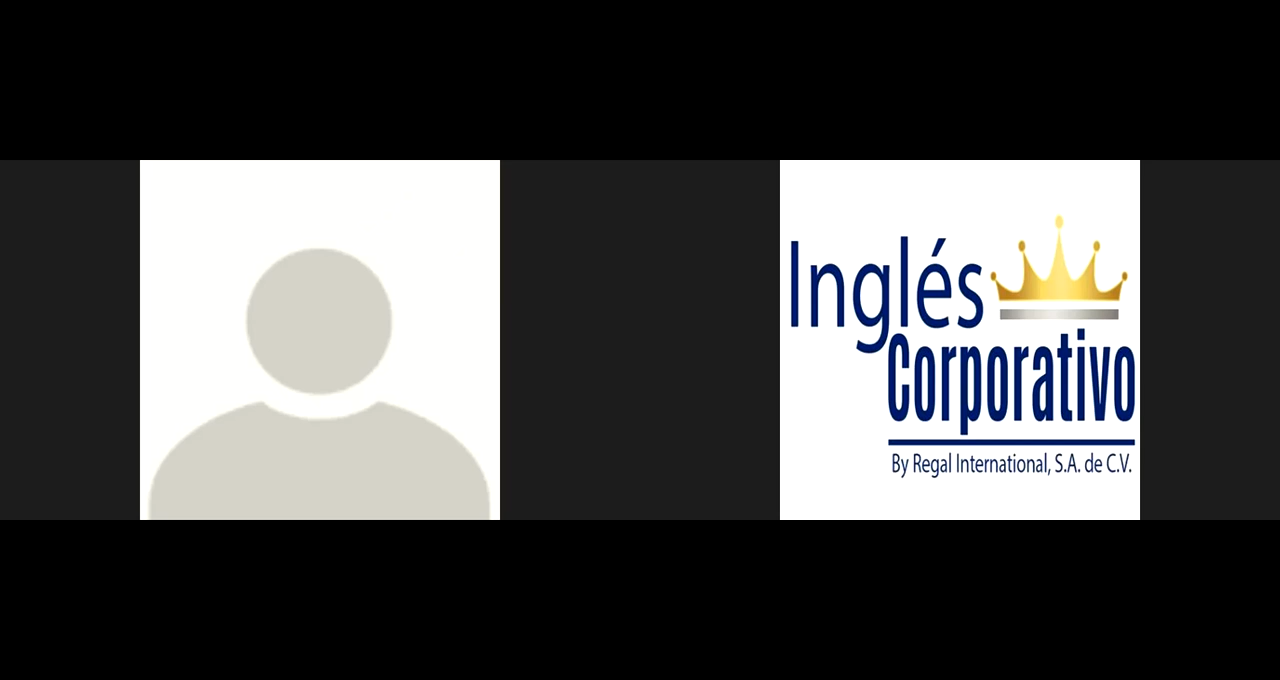 Inglés
Corporativo
By Regal International, S.A. de C.V.